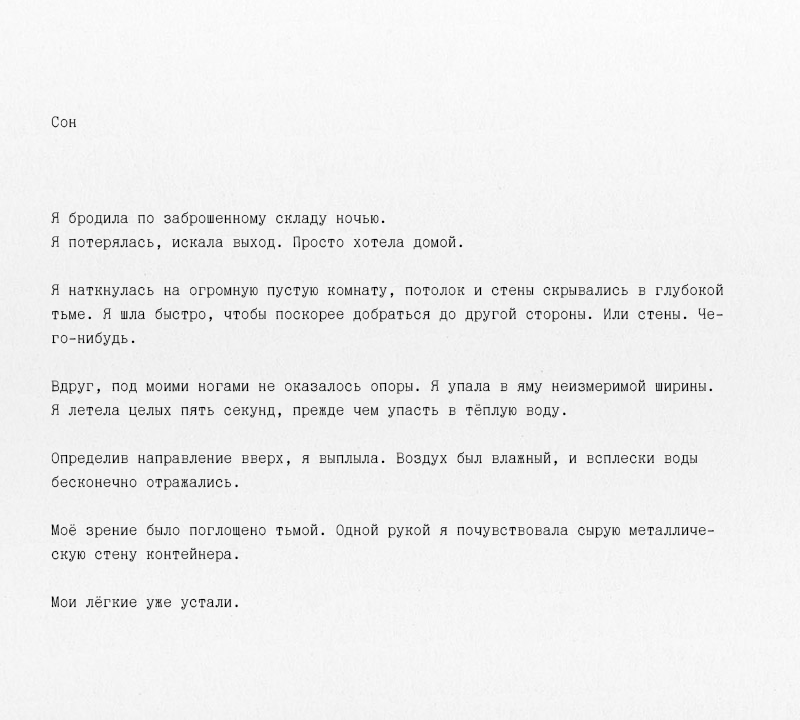 Сон
Я бродила по заброшенному складу ночью.
Я потерялась, искала выход. Просто хотела домой.
Я наткнулась на огромную пустую комнату, потолок и стены скрывались в глубокой
тьме. Я шла быстро, чтобы поскорее добраться до другой стороны. Или стены. Че-
го-нибудь.
Вдруг, под моими ногами не оказалось опоры. Я упала в яму неизмеримой ширины.
Я летела целых пять секунд, прежде чем упасть в тёплую воду.
Определив направление вверх, я выплыла. Воздух был влажный, и всплески воды
бесконечно отражались.
Моё зрение было поглощено тьмой. Одной рукой я почувствовала сырую металличе-
скую стену контейнера.
Мои лёгкие уже устали.